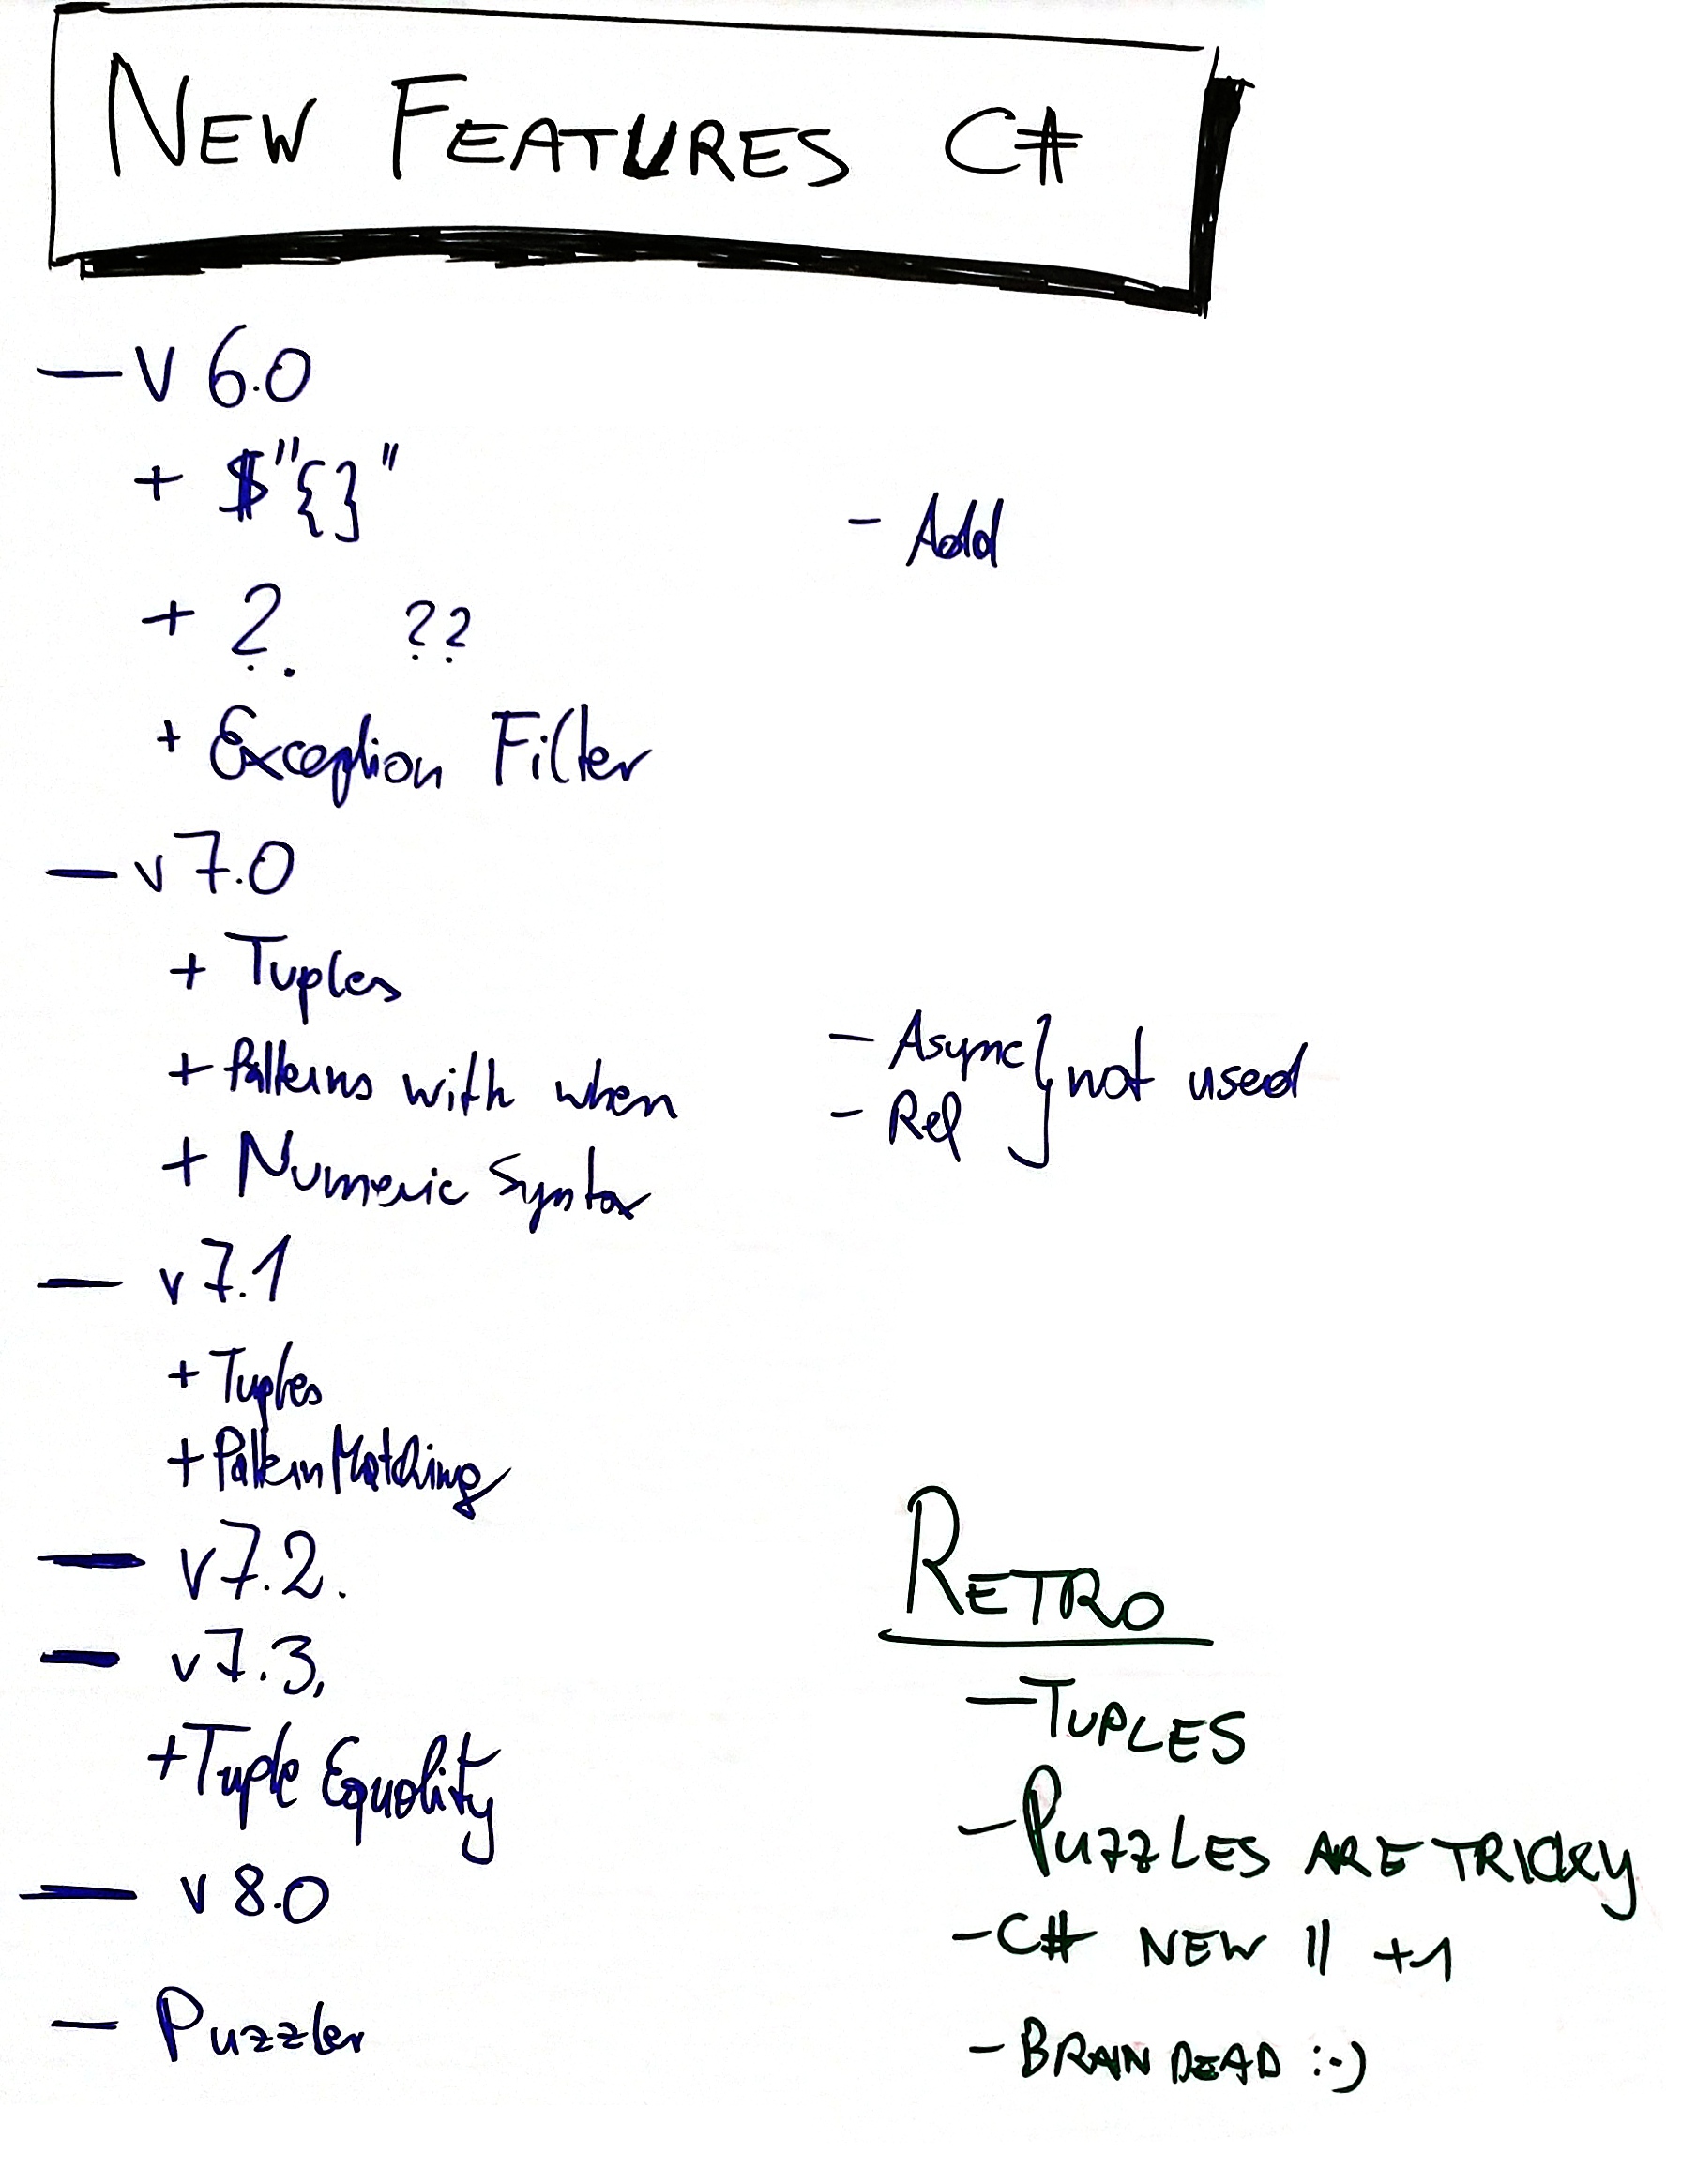 NEW FEATURES C#
— v 6.0
+ $"{}"
- Add
+ ?. ??
+ Exception Filter
— v7.0
+ Tuples
+ Patterns with when
+ Numeric Syntax
- Async } not used
- Ref
— v7.1
+ Tuples
+ Pattern Matching
— v7.2.
— v7.3.
+ Tuple Equality
— v 8.0
— Puzzler
RETRO
- TUPLES
- PUZZLES ARE TRICKY
- C# NEW || +1
- BRAIN DEAD :-)